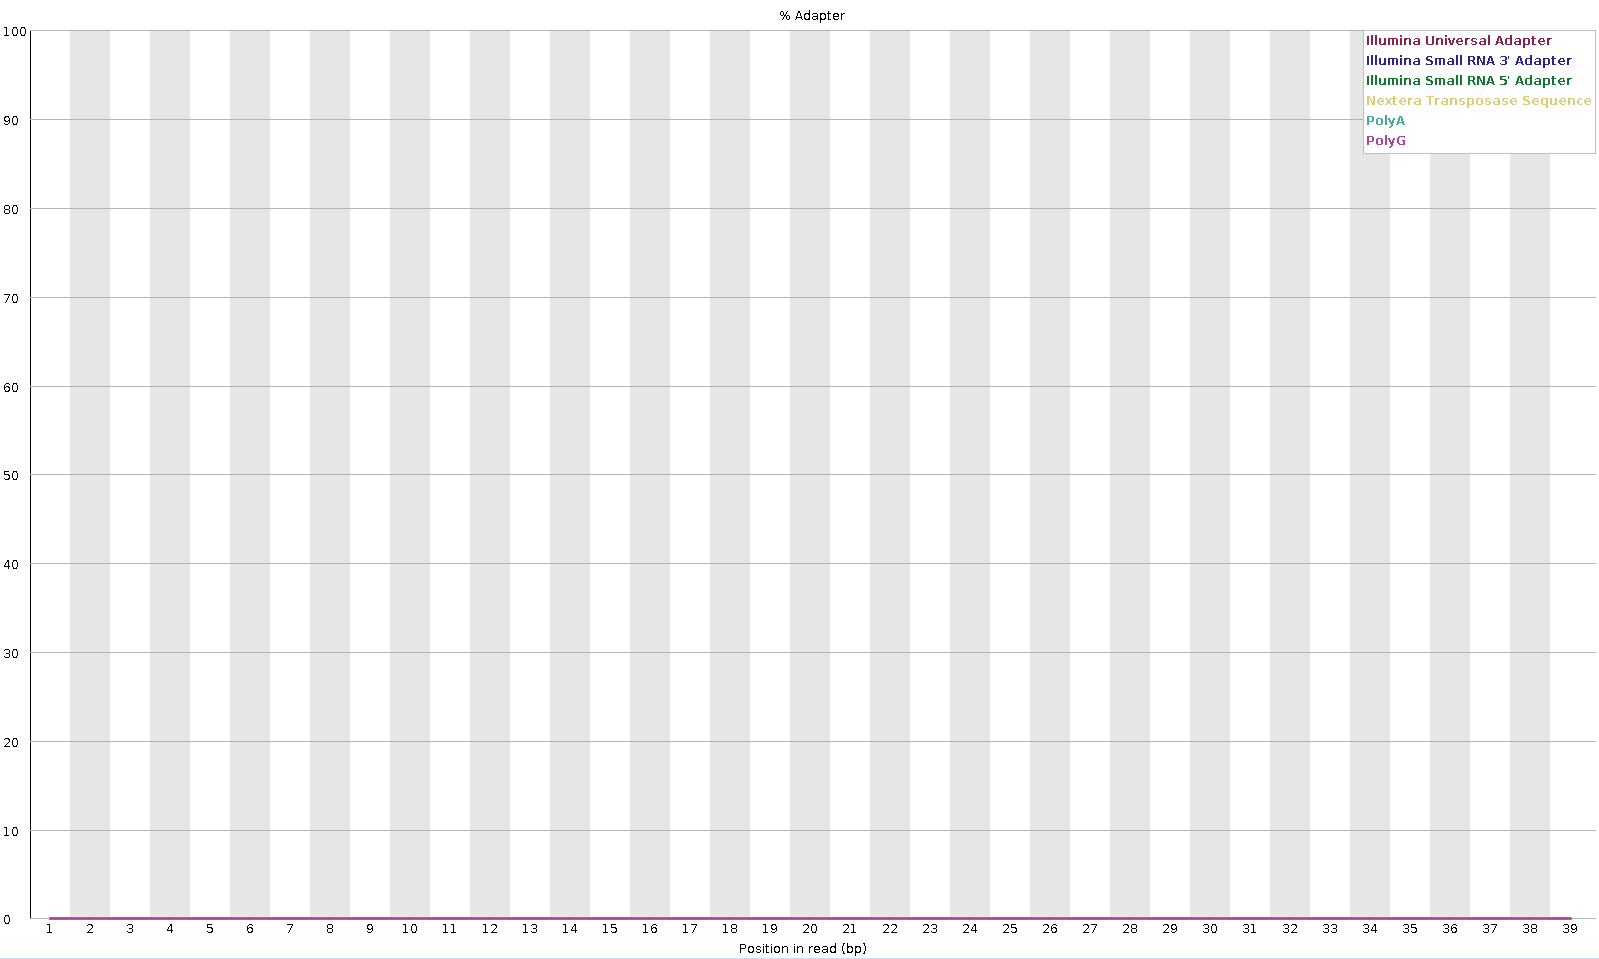 % Adapter
100
90
80
70
60
50
40
30
20
10
0
Illumina Universal Adapter
Illumina Small RNA 3' Adapter
Illumina Small RNA 5' Adapter
Nextera Transposase Sequence
PolyA
PolyG
1 2 3 4 5 6 7 8 9 10 11 12 13 14 15 16 17 18 19 20 21 22 23 24 25 26 27 28 29 30 31 32 33 34 35 36 37 38 39
Position in read (bp)